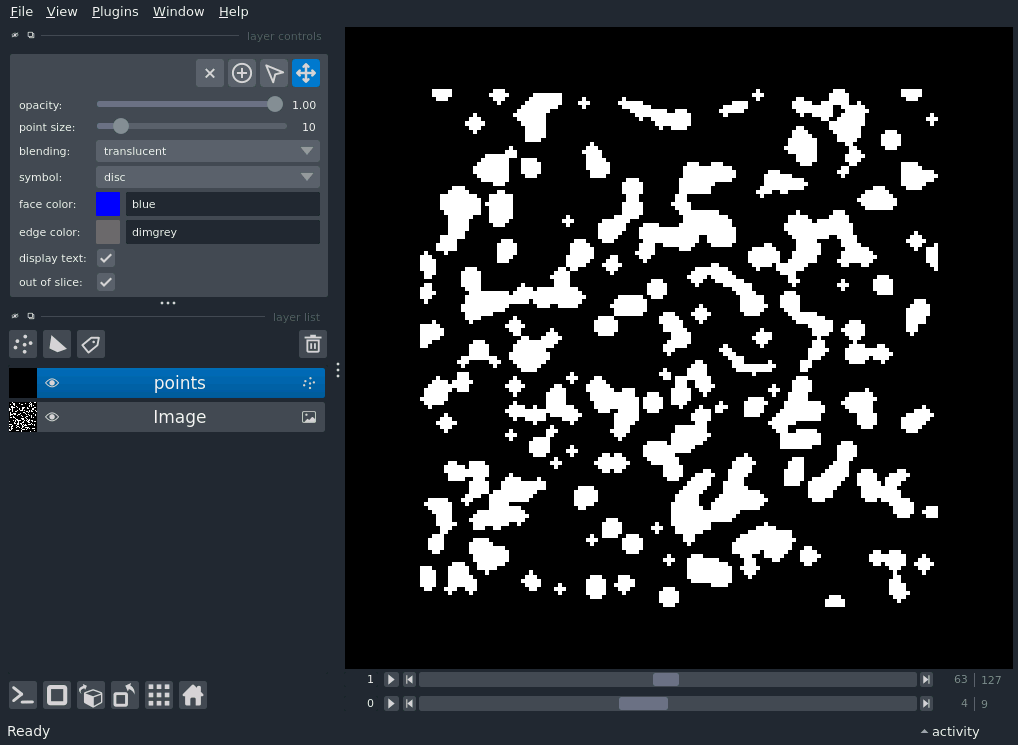 File View Plugins Window Help
layer controls
opacity: 1.00
point size: 10
blending: translucent
symbol: disc
face color: blue
edge color: dimgrey
display text:
out of slice:
layer list
points
Image
1 63 127
0 4 9
Ready activity